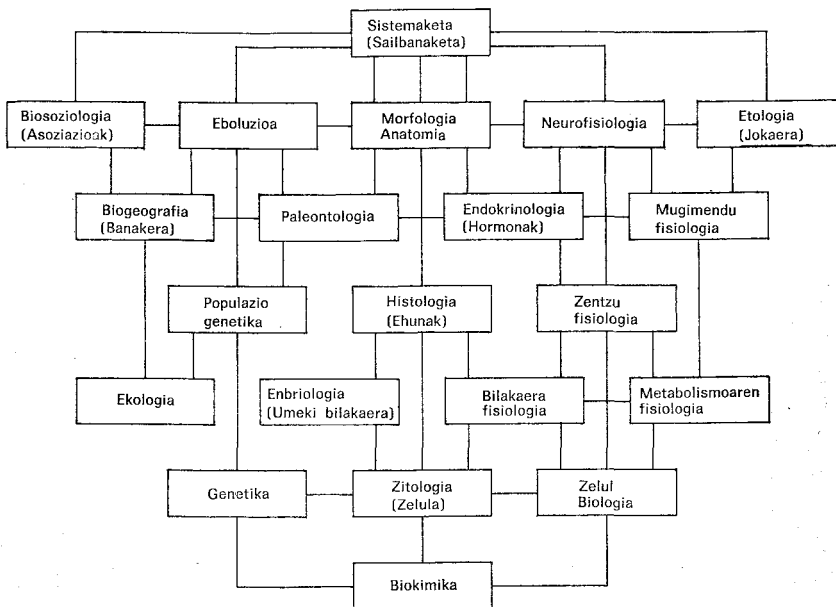 Sistemaketa
(Sailbanaketa)
Biosoziologia
(Asoziazioak)
Eboluzioa
Morfologia
Anatomia
Neurofisiologia
Etologia
(Jokaera)
Biogeografia
(Banakera)
Paleontologia
Endokrinologia
(Hormonak)
Mugimendu
fisiologia
Populazio
genetika
Histologia
(Ehunak)
Zentzu
fisiologia
Ekologia
Enbriologia
(Umeki bilakaera)
Bilakaera
fisiologia
Metabolismoaren
fisiologia
Genetika
Zitologia
(Zelula)
Zelul
Biologia
Biokimika